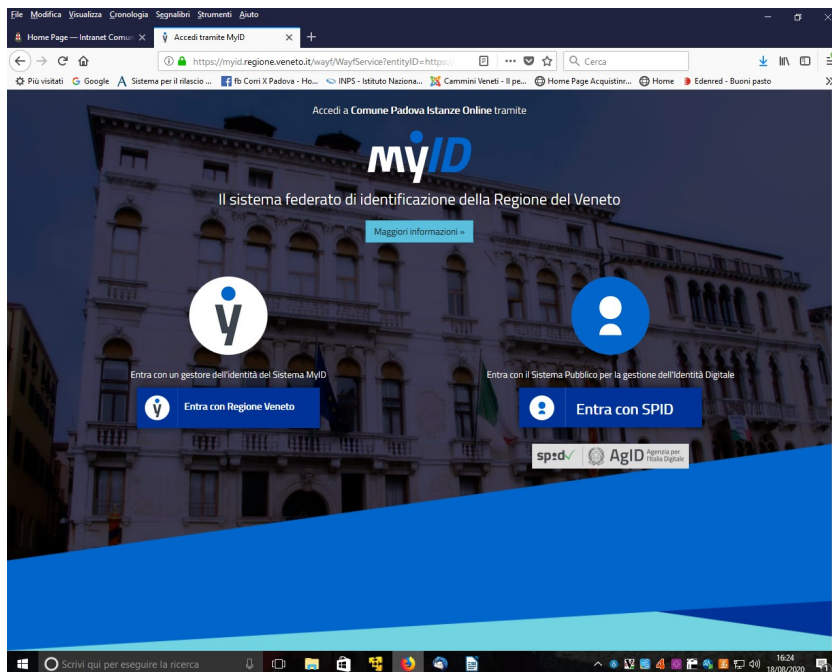 File Modifica Visualizza Cronologia Segnalibri Strumenti Aiuto
Home Page — Intranet Comun
Accedi tramite MyID
https://myid.regione.veneto.it/wayf/WayfService?entityID=https:/
Cerca
Più visitati Google Sistema per il rilascio ... fb Corri X Padova - Ho... INPS - Istituto Naziona... Cammini Veneti - Il pe... Home Page Acquistinr... Home Edenred - Buoni pasto
Accedi a Comune Padova Istanze Online tramite
myID
Il sistema federato di identificazione della Regione del Veneto
Maggiori informazioni »
Entra con un gestore dell'identità del Sistema MyID
Entra con Regione Veneto
Entra con il Sistema Pubblico per la gestione dell'Identità Digitale
Entra con SPID
spid AgID Agenzia per l'Italia Digitale
Scrivi qui per eseguire la ricerca
16:24
18/08/2020